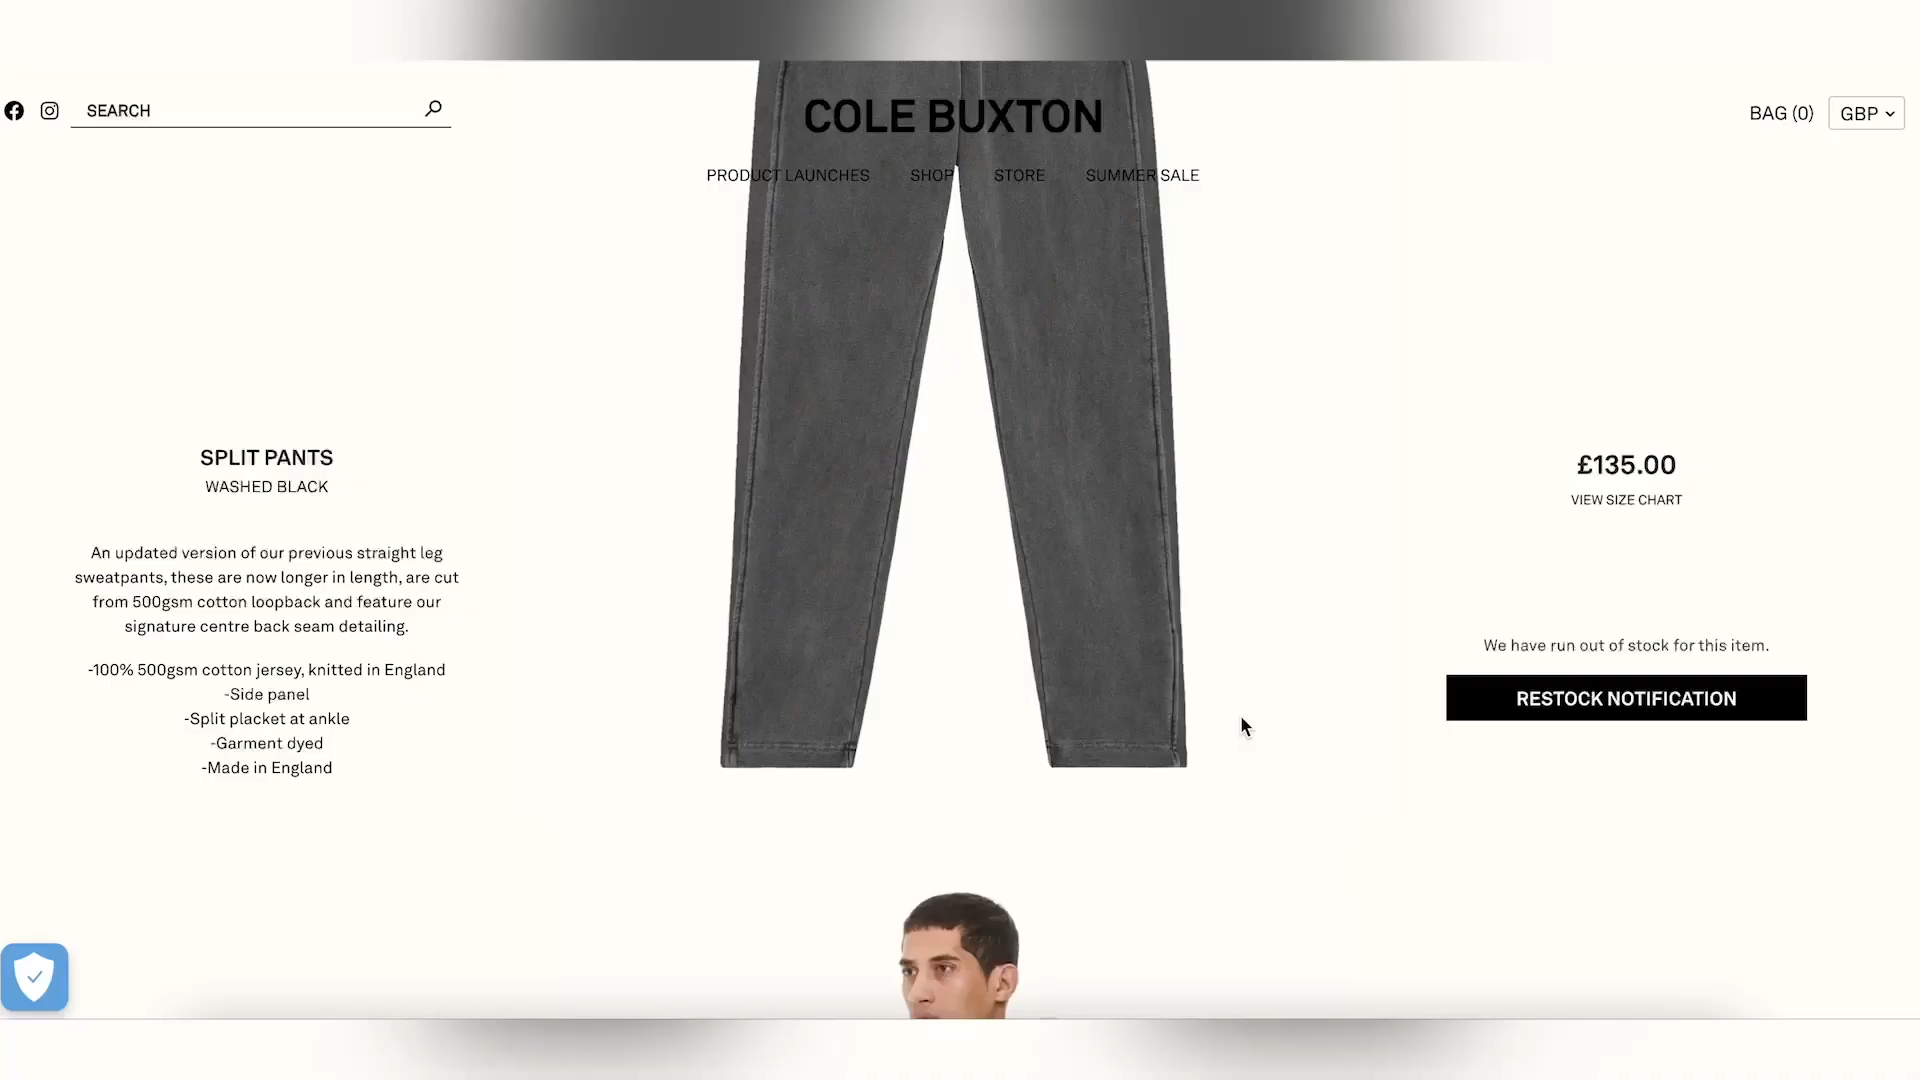 SEARCH
COLE BUXTON
BAG (0)
GBP
PRODUCT LAUNCHES SHOP STORE SUMMER SALE
SPLIT PANTS
WASHED BLACK
An updated version of our previous straight leg
sweatpants, these are now longer in length, are cut
from 500gsm cotton loopback and feature our
signature centre back seam detailing.
-100% 500gsm cotton jersey, knitted in England
-Side panel
-Split placket at ankle
-Garment dyed
-Made in England
£135.00
VIEW SIZE CHART
We have run out of stock for this item.
RESTOCK NOTIFICATION